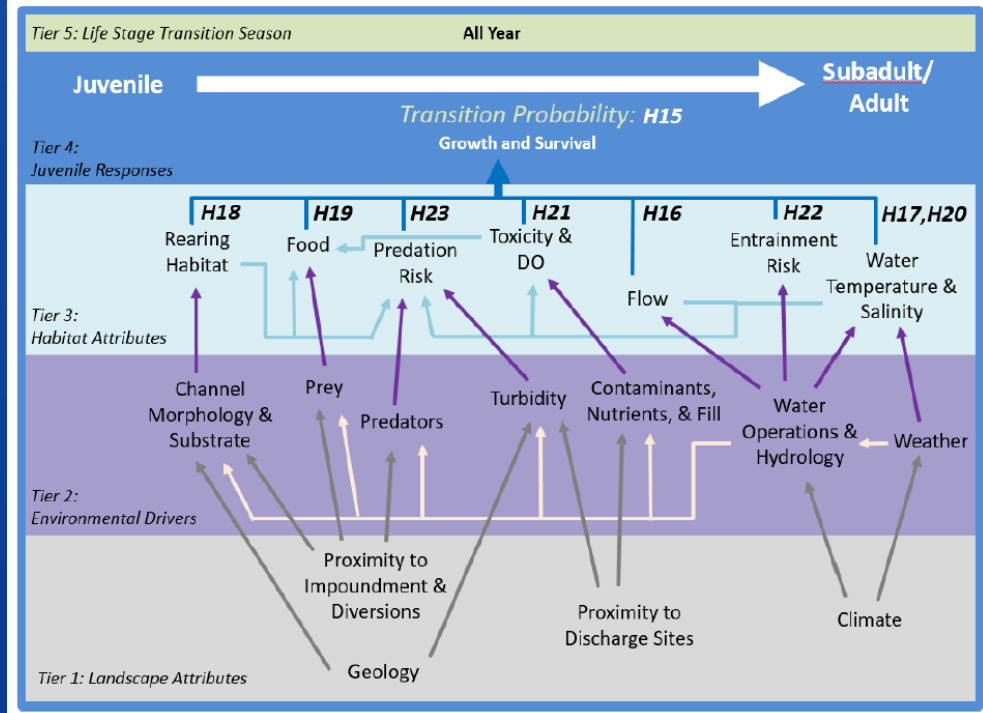 Tier 5: Life Stage Transition Season
All Year
Juvenile
Subadult/
Adult
Transition Probability: H15
Growth and Survival
Tier 4:
Juvenile Responses
H18
H19
H23
H21
H16
H22
H17,H20
Rearing
Habitat
Food
Predation
Risk
Toxicity &
DO
Flow
Entrainment
Risk
Water
Temperature &
Salinity
Tier 3:
Habitat Attributes
Channel
Morphology &
Substrate
Prey
Predators
Turbidity
Contaminants,
Nutrients, & Fill
Water
Operations &
Hydrology
Weather
Tier 2:
Environmental Drivers
Proximity to
Impoundment &
Diversions
Proximity to
Discharge Sites
Climate
Geology
Tier 1: Landscape Attributes